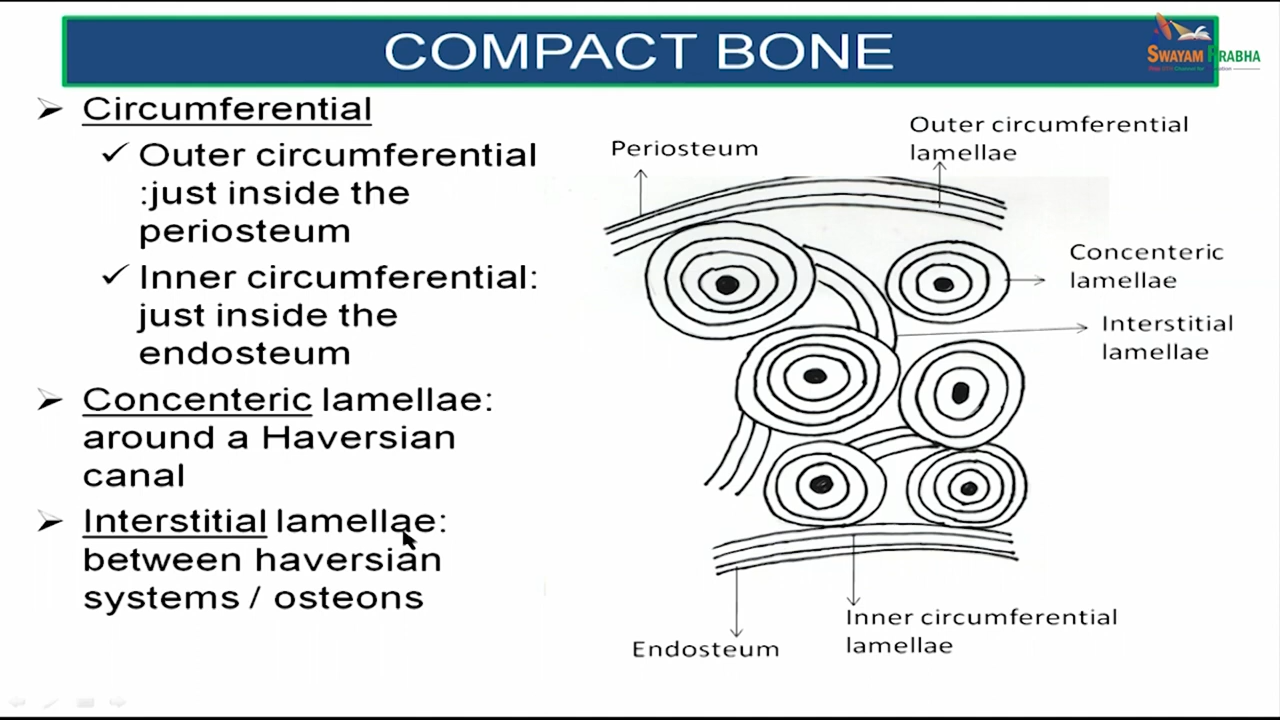 COMPACT BONE
SWAYAM PRABHA
Circumferential
Outer circumferential
:just inside the
periosteum
Inner circumferential:
just inside the
endosteum
Concenteric lamellae:
around a Haversian
canal
Interstitial lamellae:
between haversian
systems / osteons
Periosteum
Outer circumferential
lamellae
Concenteric
lamellae
Interstitial
lamellae
Inner circumferential
lamellae
Endosteum